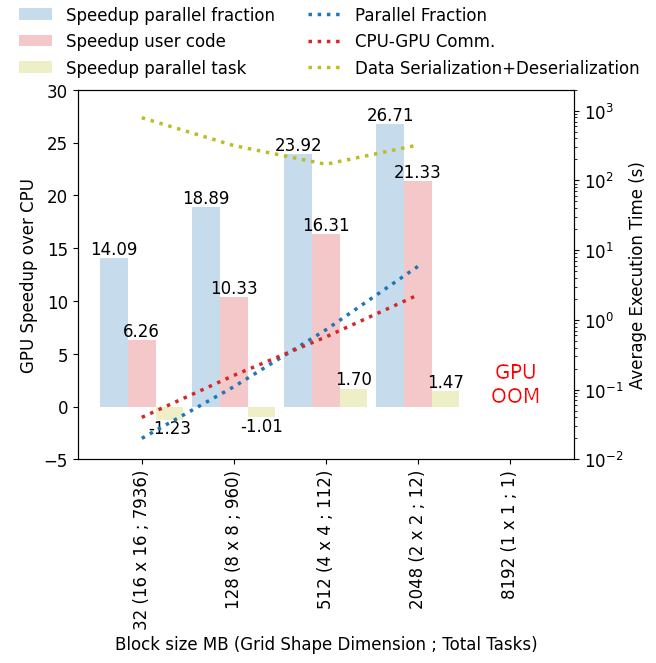 Speedup parallel fraction
Speedup user code
Speedup parallel task
Parallel Fraction
CPU-GPU Comm.
Data Serialization+Deserialization
GPU Speedup over CPU
30
25
20
15
10
5
0
−5
14.09
6.26
-1.23
18.89
10.33
-1.01
23.92
16.31
1.70
26.71
21.33
1.47
GPU
OOM
10³
10²
10¹
10⁰
10⁻¹
10⁻²
Average Execution Time (s)
32 (16 x 16 ; 7936)
128 (8 x 8 ; 960)
512 (4 x 4 ; 112)
2048 (2 x 2 ; 12)
8192 (1 x 1 ; 1)
Block size MB (Grid Shape Dimension ; Total Tasks)